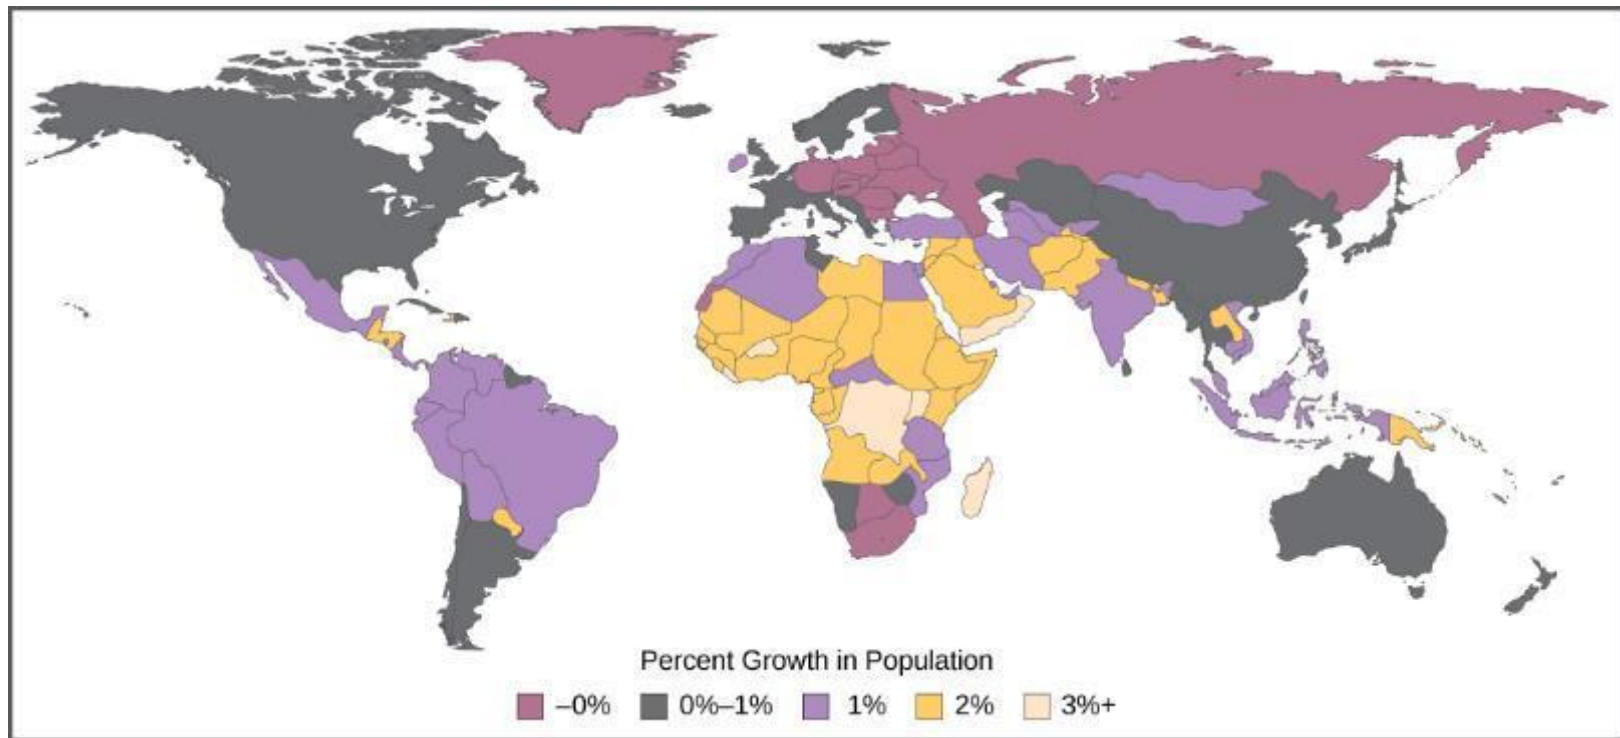 Percent Growth in Population
–0% 0%–1% 1% 2% 3%+